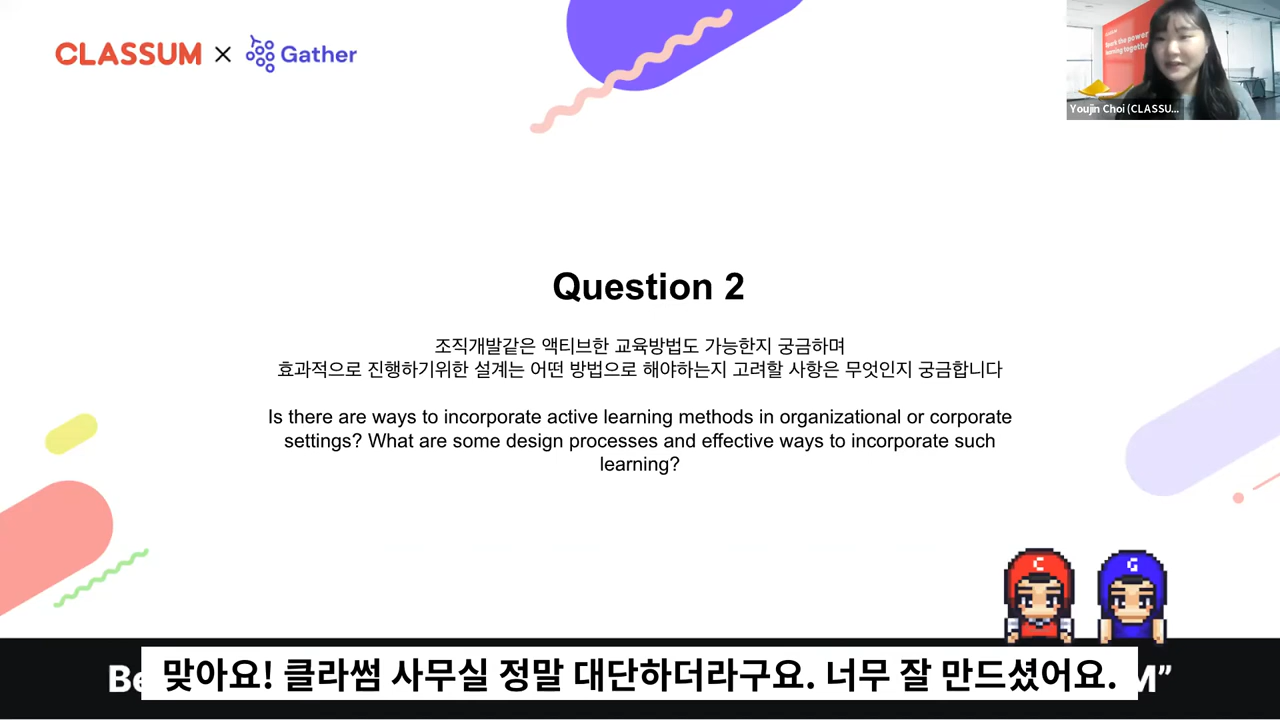 CLASSUM × Gather
Spark the power
learning togethe
Youjin Choi (CLASSU...
Question 2
조직개발같은 액티브한 교육방법도 가능한지 궁금하며
효과적으로 진행하기위한 설계는 어떤 방법으로 해야하는지 고려할 사항은 무엇인지 궁금합니다
Is there are ways to incorporate active learning methods in organizational or corporate
settings? What are some design processes and effective ways to incorporate such
learning?
C
G
Be
M”
맞아요! 클라썸 사무실 정말 대단하더라구요. 너무 잘 만드셨어요.